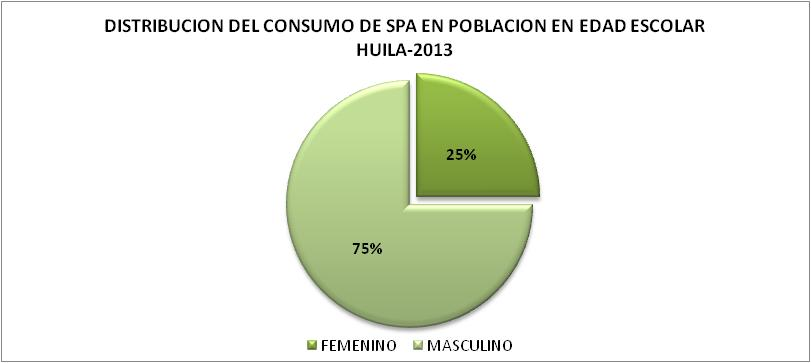 DISTRIBUCION DEL CONSUMO DE SPA EN POBLACION EN EDAD ESCOLAR
HUILA-2013
25%
75%
FEMENINO MASCULINO